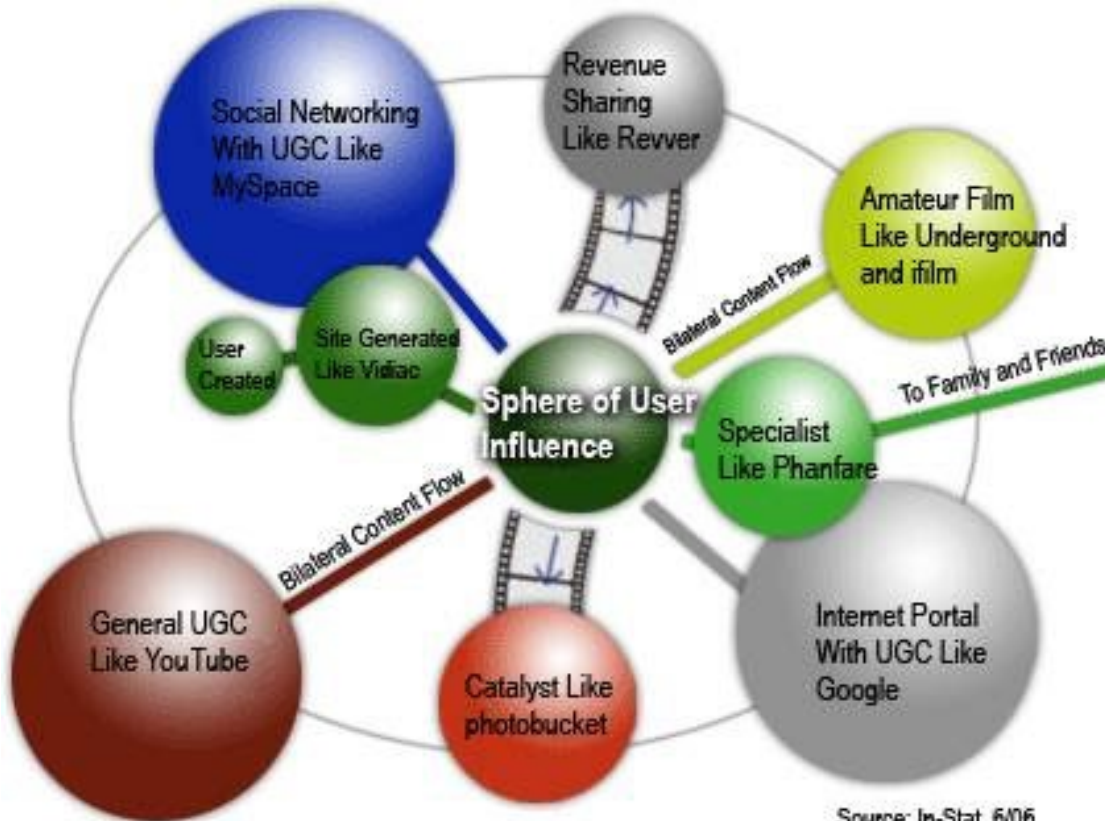 Social Networking
With UGC Like
MySpace
Revenue
Sharing
Like Revver
Amateur Film
Like Underground
and ifilm
Bilateral Content Flow
User
Created
Site Generated
Like Vidiac
Sphere of User
Influence
To Family and Friends
Specialist
Like Phanfare
Bilateral Content Flow
General UGC
Like YouTube
Catalyst Like
photobucket
Internet Portal
With UGC Like
Google
Source: In-Stat, 6/06